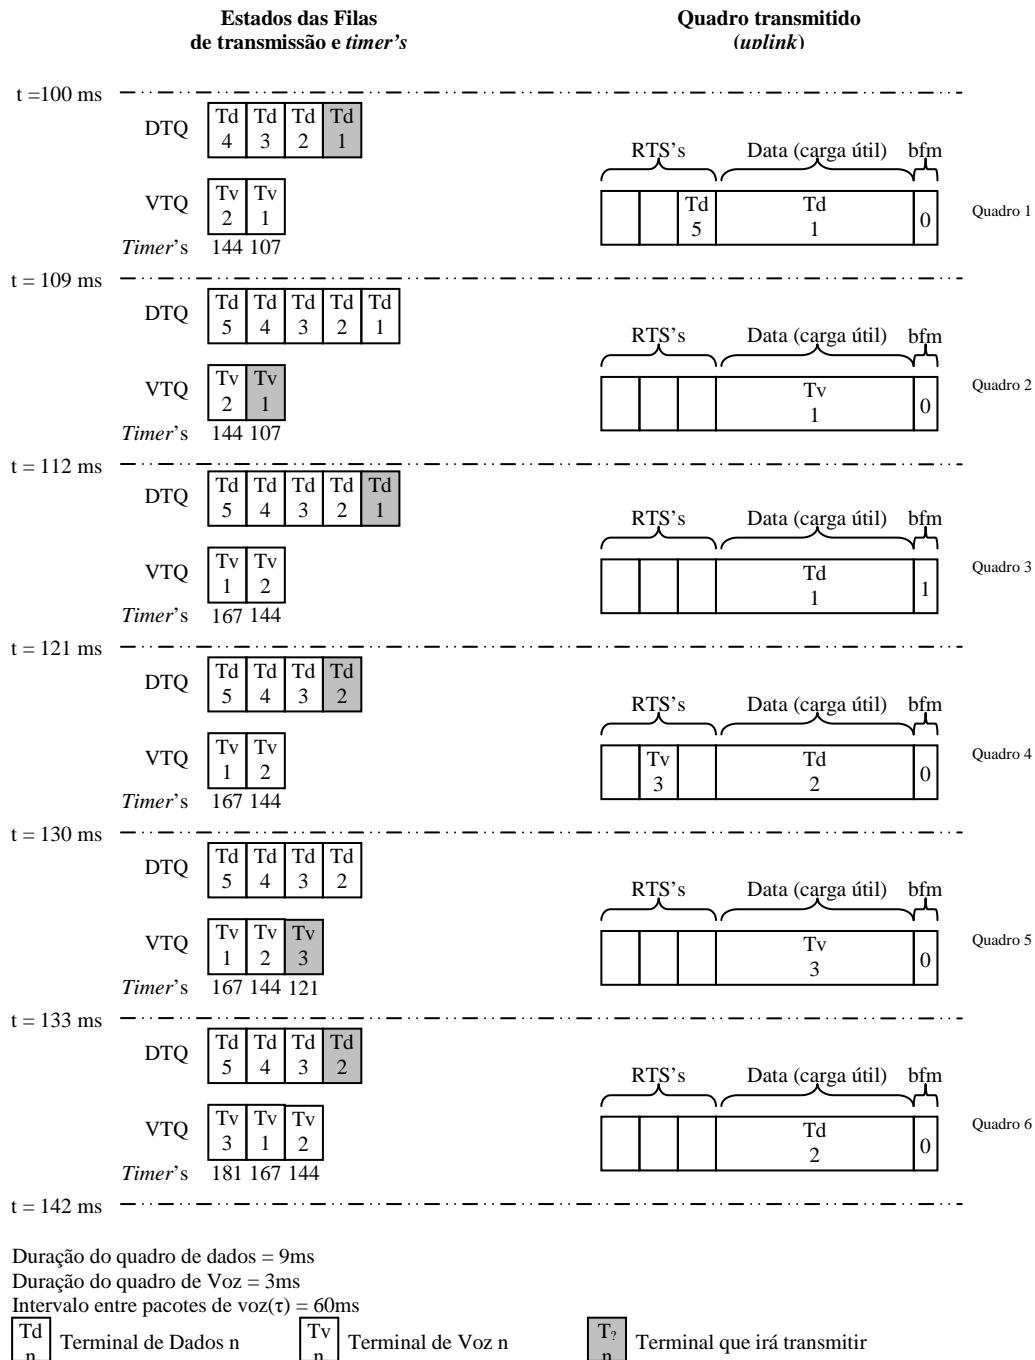 Estados das Filas
de transmissão e timer's
Quadro transmitido
(uplink)
t =100 ms
DTQ
Td 4 Td 3 Td 2 Td 1
VTQ
Tv 2 Tv 1
Timer's 144 107
RTS's Data (carga útil) bfm
Td 5 Td 1 0
Quadro 1
t = 109 ms
DTQ
Td 5 Td 4 Td 3 Td 2 Td 1
VTQ
Tv 2 Tv 1
Timer's 144 107
RTS's Data (carga útil) bfm
Tv 1 0
Quadro 2
t = 112 ms
DTQ
Td 5 Td 4 Td 3 Td 2 Td 1
VTQ
Tv 1 Tv 2
Timer's 167 144
RTS's Data (carga útil) bfm
Td 1 1
Quadro 3
t = 121 ms
DTQ
Td 5 Td 4 Td 3 Td 2
VTQ
Tv 1 Tv 2
Timer's 167 144
RTS's Data (carga útil) bfm
Tv 3 Td 2 0
Quadro 4
t = 130 ms
DTQ
Td 5 Td 4 Td 3 Td 2
VTQ
Tv 1 Tv 2 Tv 3
Timer's 167 144 121
RTS's Data (carga útil) bfm
Tv 3 0
Quadro 5
t = 133 ms
DTQ
Td 5 Td 4 Td 3 Td 2
VTQ
Tv 3 Tv 1 Tv 2
Timer's 181 167 144
RTS's Data (carga útil) bfm
Td 2 0
Quadro 6
t = 142 ms
Duração do quadro de dados = 9ms
Duração do quadro de Voz = 3ms
Intervalo entre pacotes de voz(τ) = 60ms
Td n Terminal de Dados n
Tv n Terminal de Voz n
T? n Terminal que irá transmitir